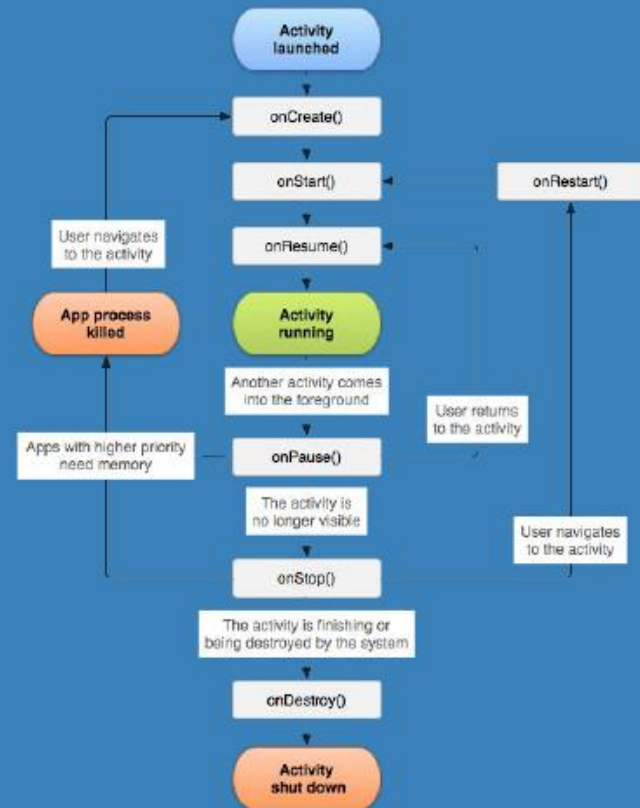 Activity
launched
onCreate()
onStart()
onRestart()
User navigates
to the activity
onResume()
App process
killed
Activity
running
Another activity comes
into the foreground
User returns
to the activity
Apps with higher priority
need memory
onPause()
The activity is
no longer visible
User navigates
to the activity
onStop()
The activity is finishing or
being destroyed by the system
onDestroy()
Activity
shut down